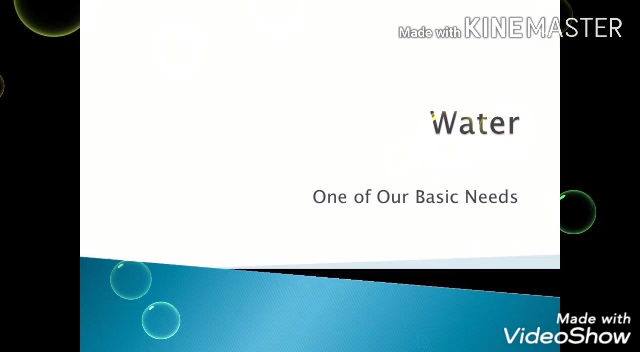 Made with KINEMASTER
Water
One of Our Basic Needs
Made with
VideoShow